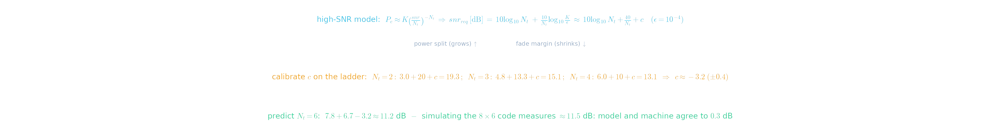 high-SNR model: $P_e \approx K(\frac{snr}{N_t})^{-N_t} \Rightarrow snr_{req}\,[\mathrm{dB}] = 10\log_{10} N_t + \frac{10}{N_t}\log_{10}\frac{K}{\epsilon} \approx 10\log_{10} N_t + \frac{40}{N_t} + c \quad (\epsilon = 10^{-4})$
power split (grows) ↑ fade margin (shrinks) ↓
calibrate $c$ on the ladder: $N_t = 2:\ 3.0 + 20 + c = 19.3\,;\ N_t = 3:\ 4.8 + 13.3 + c = 15.1\,;\ N_t = 4:\ 6.0 + 10 + c = 13.1 \Rightarrow c \approx -3.2\ (\pm 0.4)$
predict $N_t = 6$: $7.8 + 6.7 - 3.2 \approx 11.2$ dB − simulating the $8 \times 6$ code measures $\approx 11.5$ dB: model and machine agree to $0.3$ dB